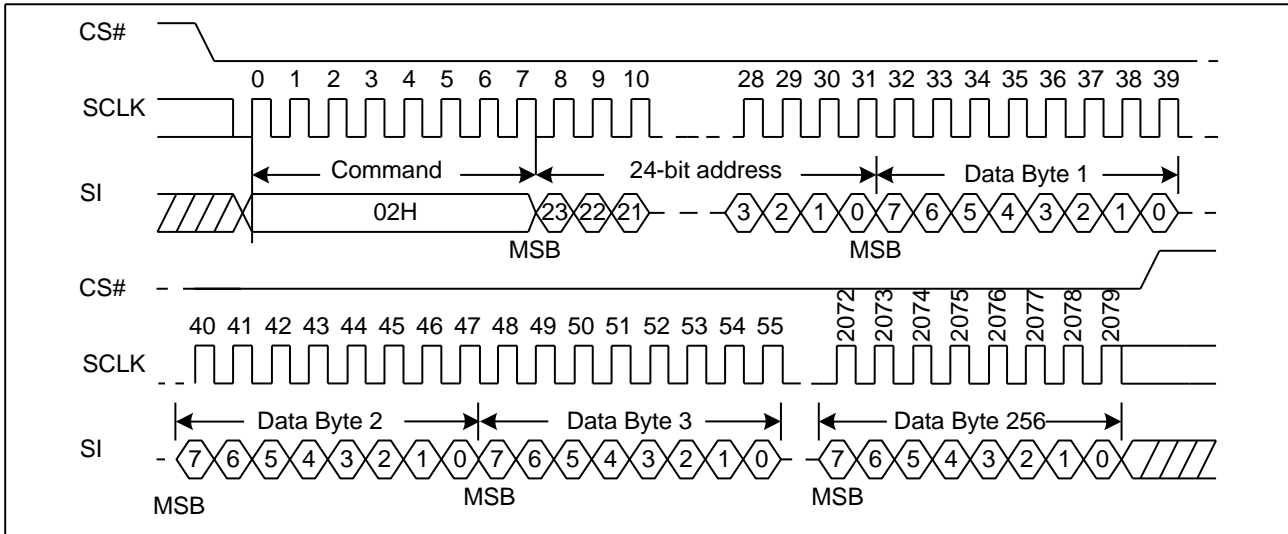 CS#
0 1 2 3 4 5 6 7 8 9 10 28 29 30 31 32 33 34 35 36 37 38 39
SCLK
Command 24-bit address Data Byte 1
SI
02H 23 22 21 3 2 1 0 7 6 5 4 3 2 1 0
MSB MSB
CS#
40 41 42 43 44 45 46 47 48 49 50 51 52 53 54 55 2072 2073 2074 2075 2076 2077 2078 2079
SCLK
Data Byte 2 Data Byte 3 Data Byte 256
SI
7 6 5 4 3 2 1 0 7 6 5 4 3 2 1 0 7 6 5 4 3 2 1 0
MSB MSB MSB